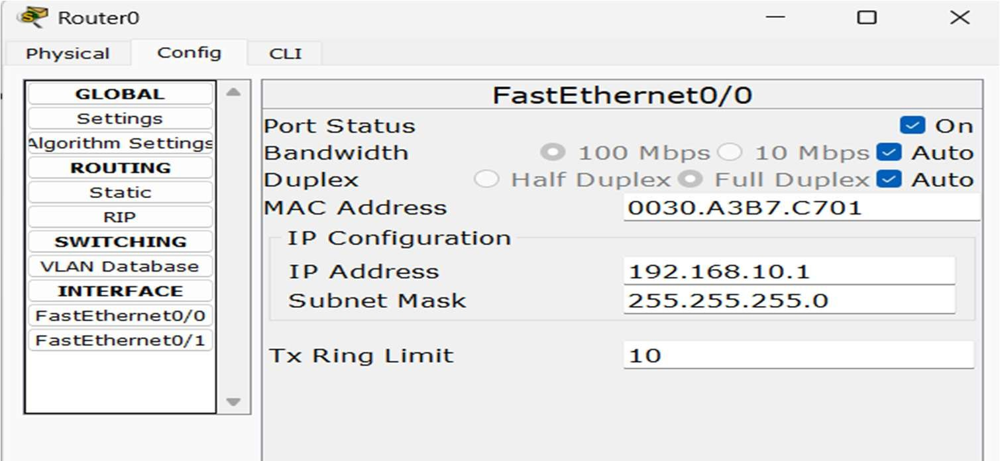 Router0
Physical Config CLI
GLOBAL
Settings
Algorithm Settings
ROUTING
Static
RIP
SWITCHING
VLAN Database
INTERFACE
FastEthernet0/0
FastEthernet0/1
FastEthernet0/0
Port Status On
Bandwidth 100 Mbps 10 Mbps Auto
Duplex Half Duplex Full Duplex Auto
MAC Address 0030.A3B7.C701
IP Configuration
IP Address 192.168.10.1
Subnet Mask 255.255.255.0
Tx Ring Limit 10